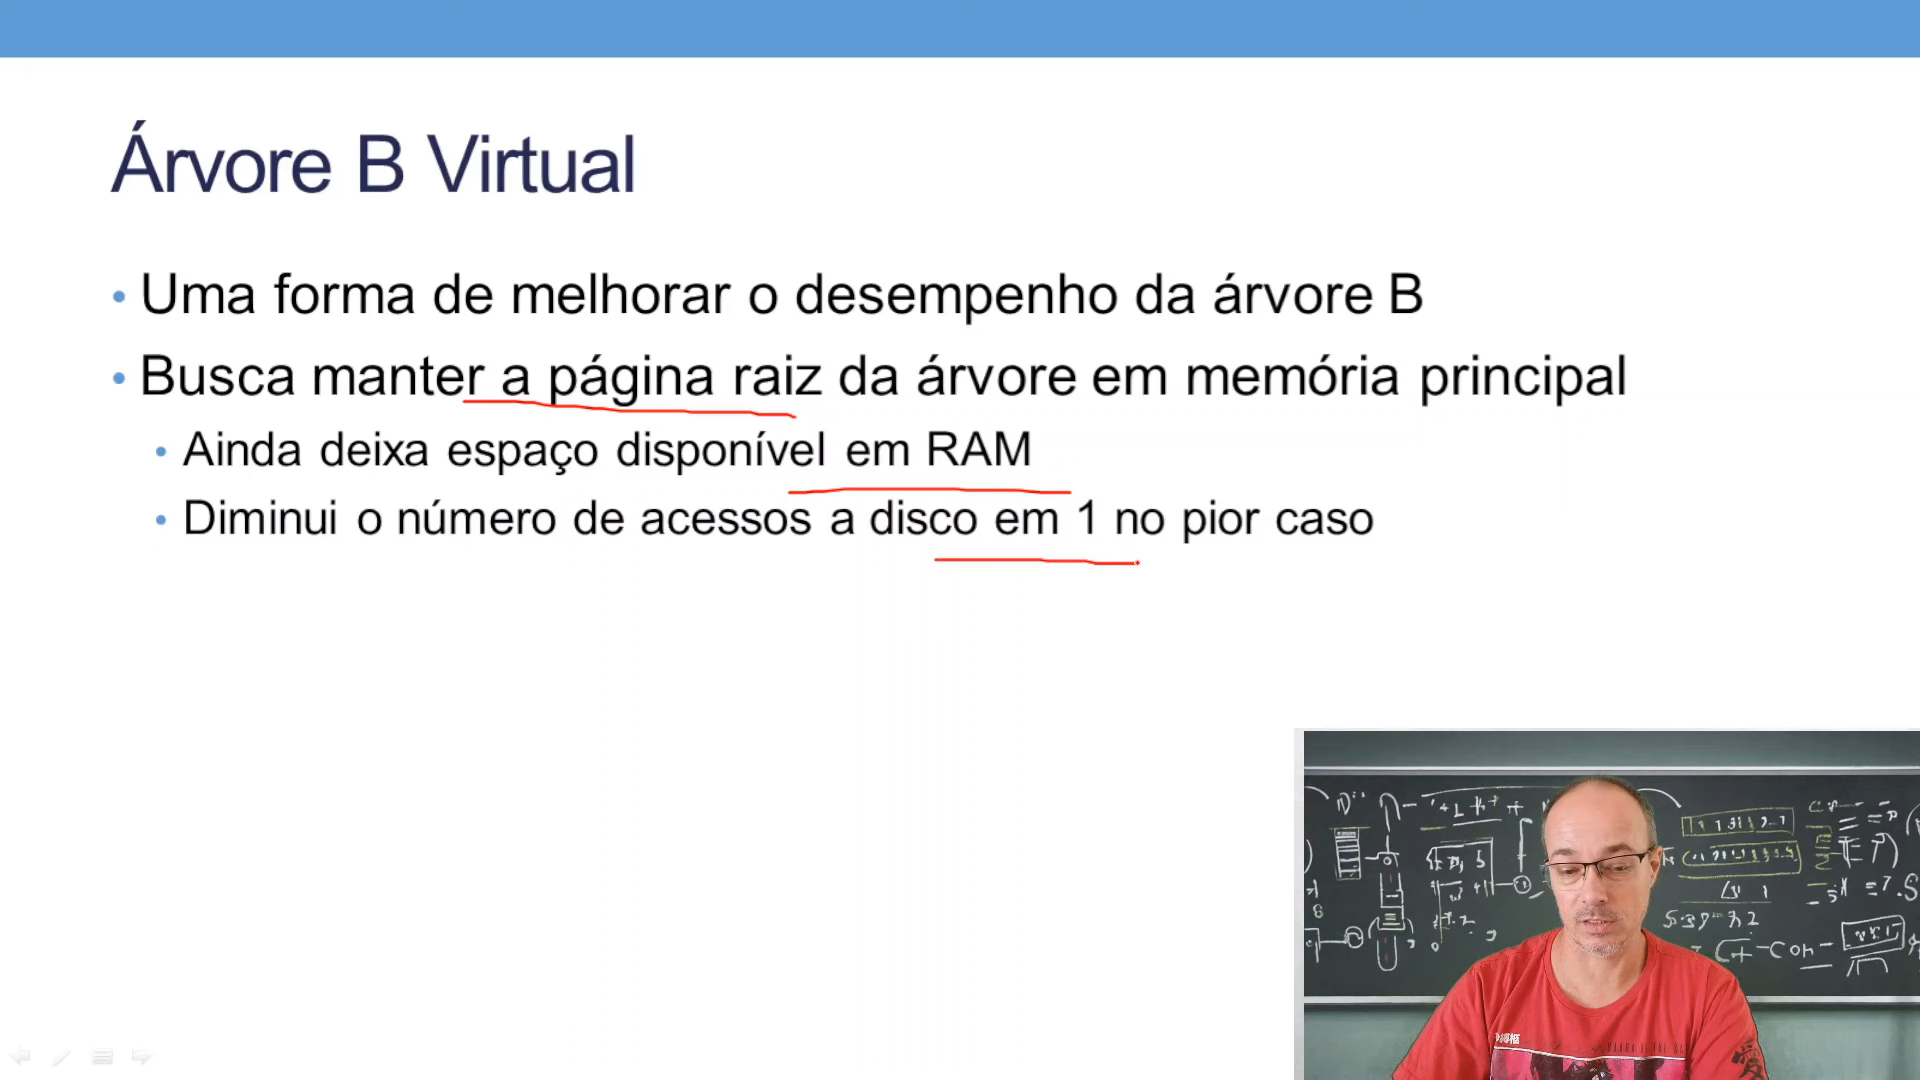 Árvore B Virtual
• Uma forma de melhorar o desempenho da árvore B
• Busca manter a página raiz da árvore em memória principal
• Ainda deixa espaço disponível em RAM
• Diminui o número de acessos a disco em 1 no pior caso